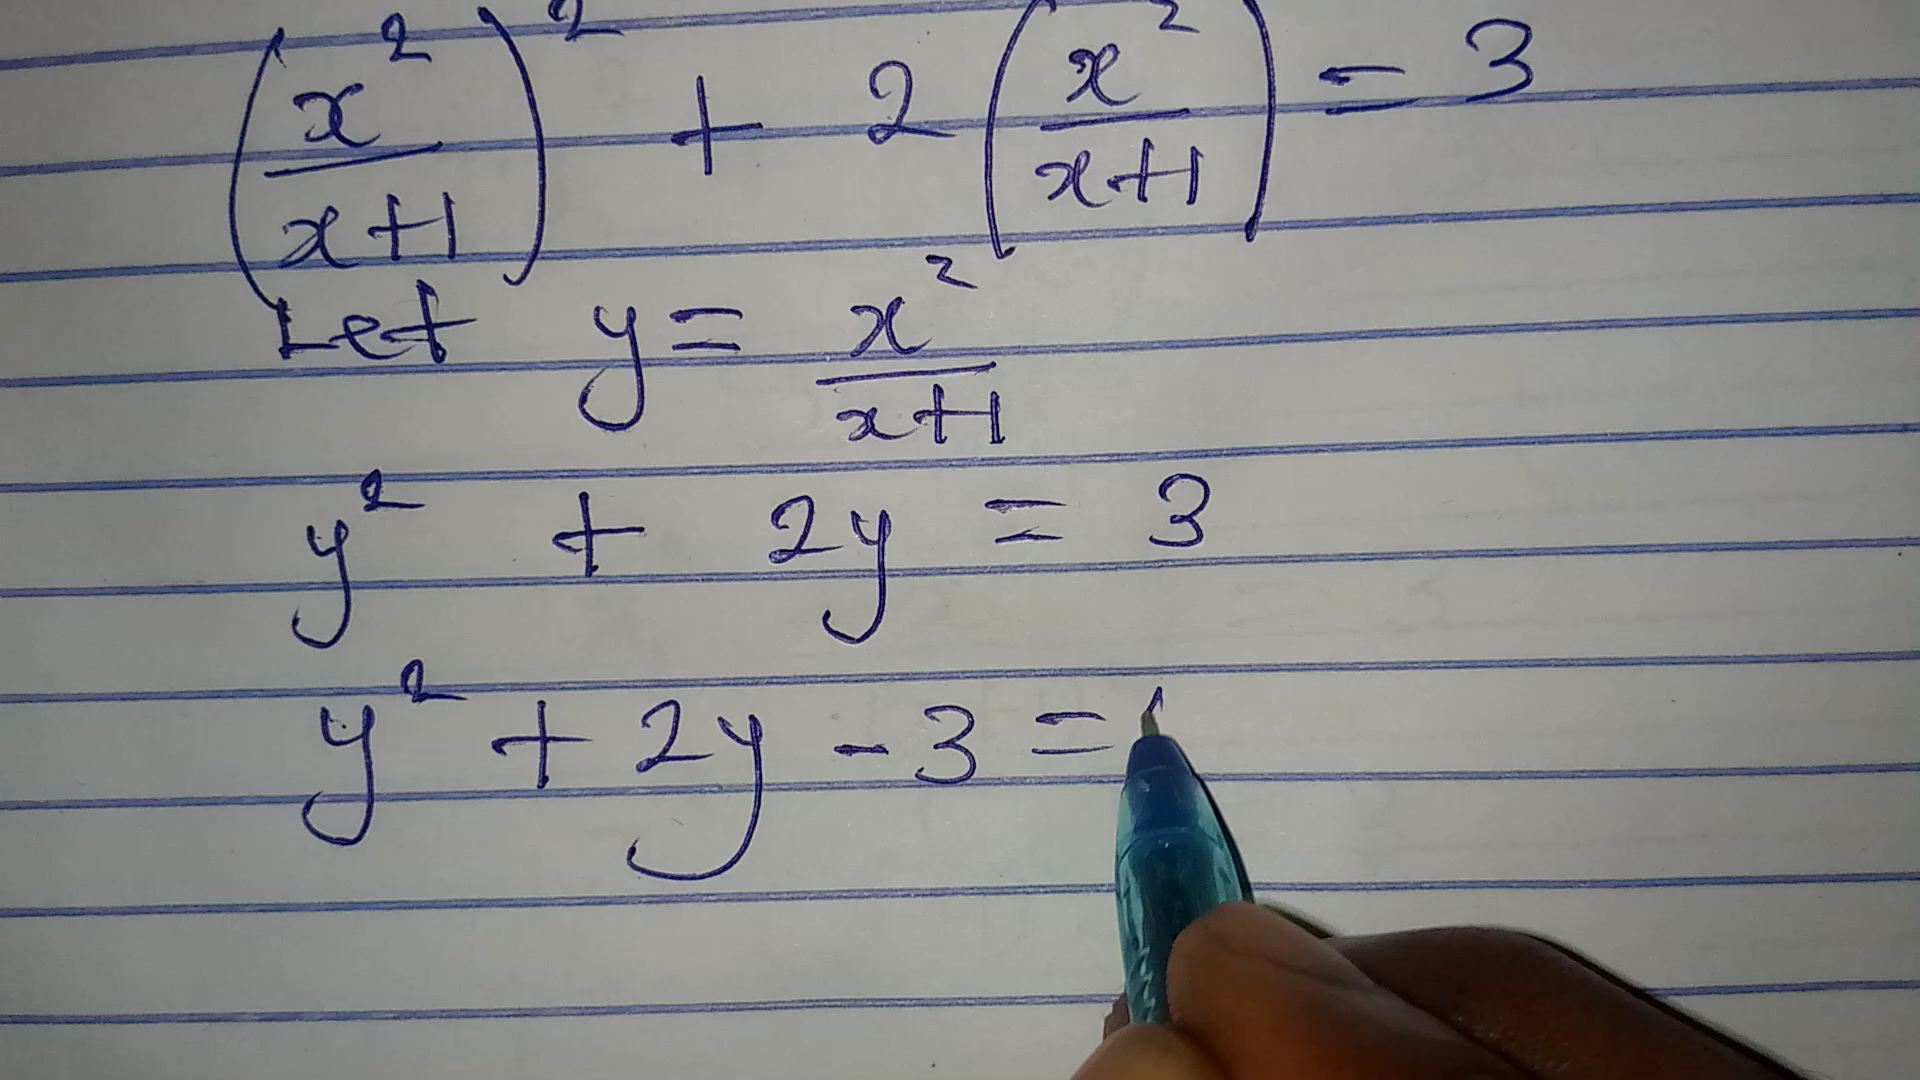 (x²/(x+1))² + 2(x²/(x+1)) = 3
Let y = x²/(x+1)
y² + 2y = 3
y² + 2y - 3 =